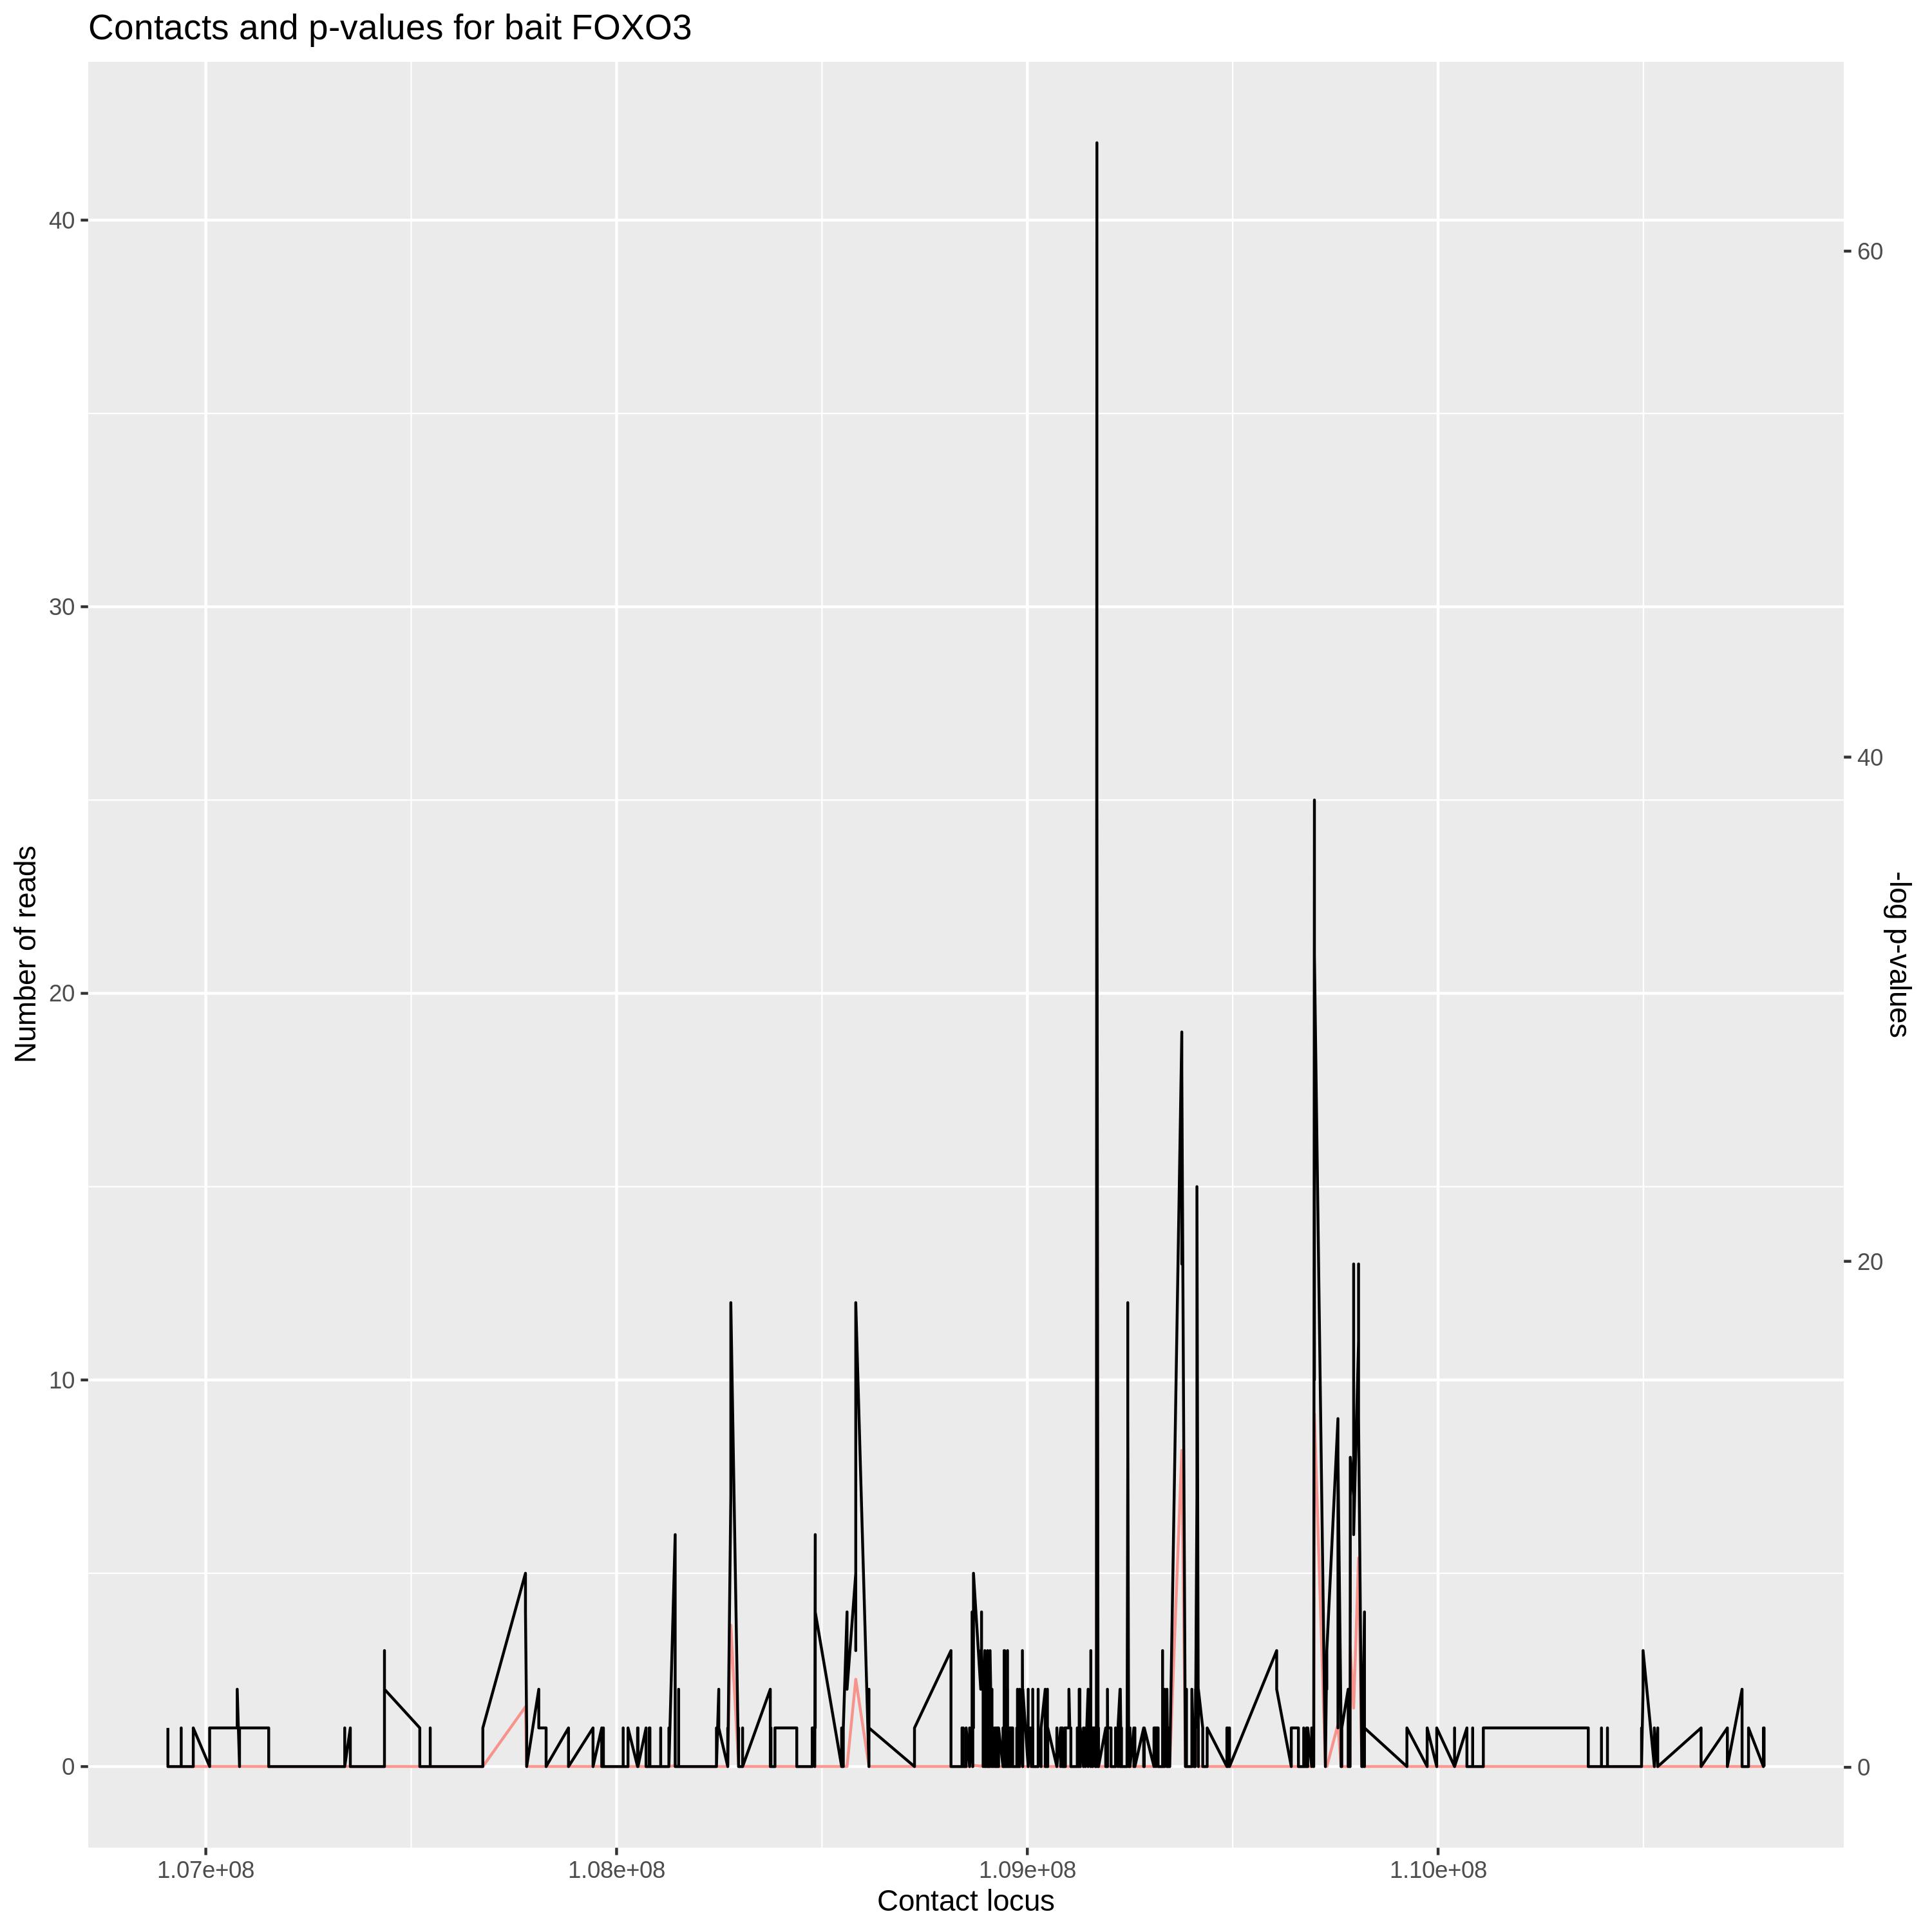 Contacts and p-values for bait FOXO3
40
30
20
10
0
Number of reads
60
40
20
0
-log p-values
1.07e+08
1.08e+08
1.09e+08
1.10e+08
Contact locus